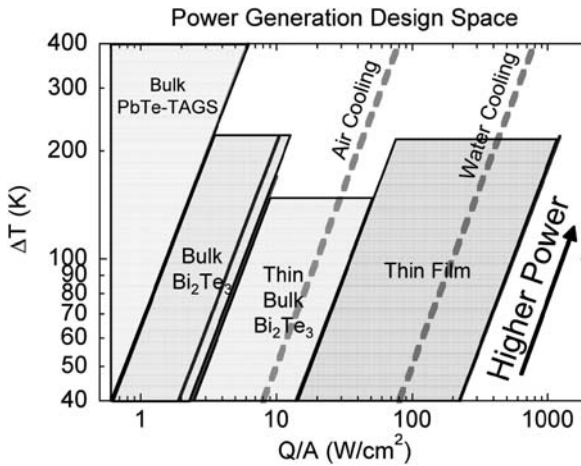 Power Generation Design Space
400
300
200
100
90
80
70
60
50
40
ΔT (K)
Bulk
PbTe-TAGS
Bulk
Bi₂Te₃
Thin
Bulk
Bi₂Te₃
Air Cooling
Water Cooling
Thin Film
Higher Power
1
10
100
1000
Q/A (W/cm²)